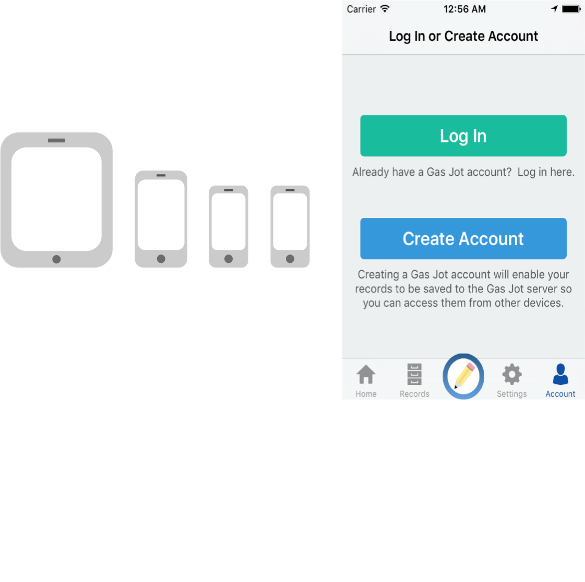 Carrier 12:56 AM
Log In or Create Account
Log In
Already have a Gas Jot account?  Log in here.
Create Account
Creating a Gas Jot account will enable your
records to be saved to the Gas Jot server so
you can access them from other devices.
Home Records Settings Account